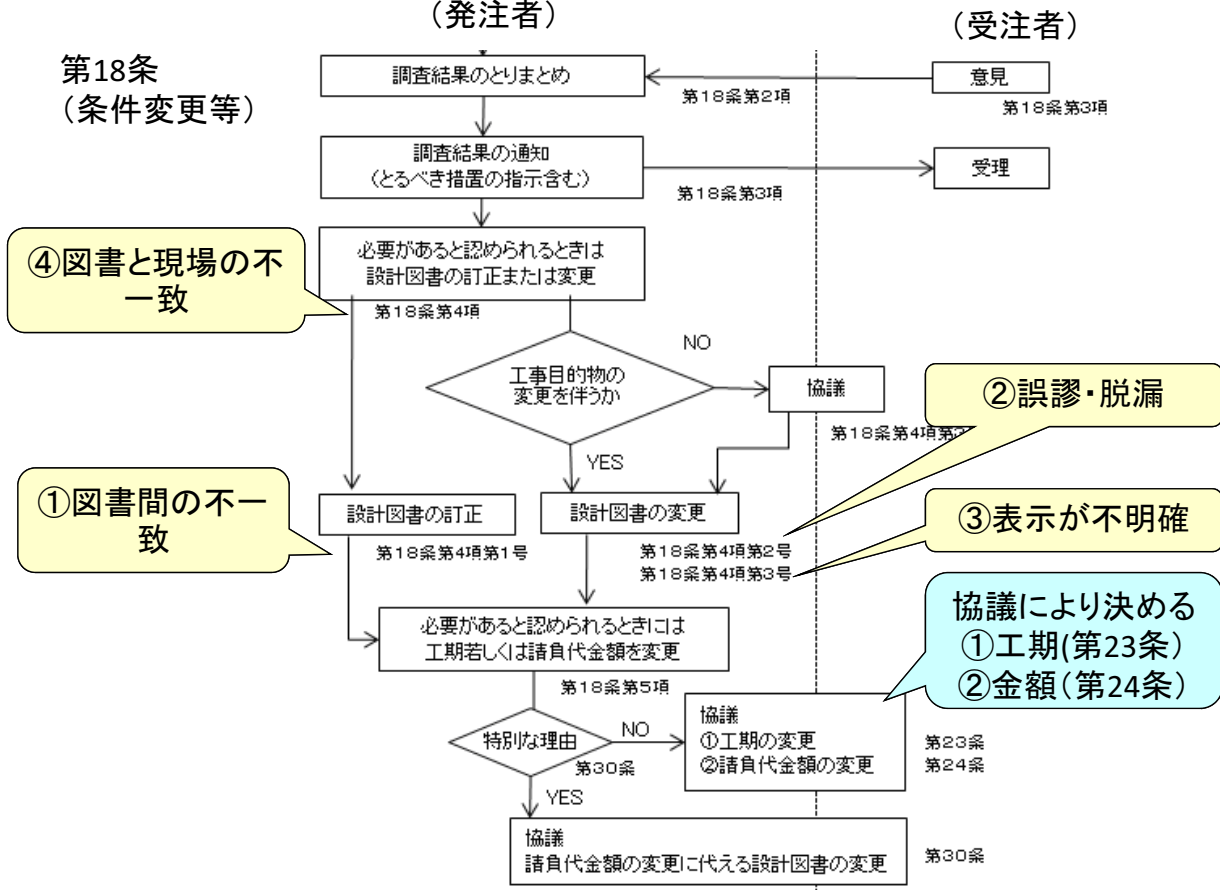 （発注者）
（受注者）
第18条
（条件変更等）
調査結果のとりまとめ
意見
第18条第2項
第18条第3項
調査結果の通知
（とるべき措置の指示含む）
受理
第18条第3項
④図書と現場の不
一致
必要があると認められるときは
設計図書の訂正または変更
第18条第4項
NO
工事目的物の
変更を伴うか
協議
②誤謬・脱漏
第18条第4項第3
YES
①図書間の不一
致
設計図書の訂正
設計図書の変更
③表示が不明確
第18条第4項第1号
第18条第4項第2号
第18条第4項第3号
必要があると認められるときには
工期若しくは請負代金額を変更
協議により決める
①工期(第23条）
②金額（第24条）
第18条第5項
特別な理由
NO
第30条
協議
①工期の変更
②請負代金額の変更
第23条
第24条
YES
協議
請負代金額の変更に代える設計図書の変更
第30条